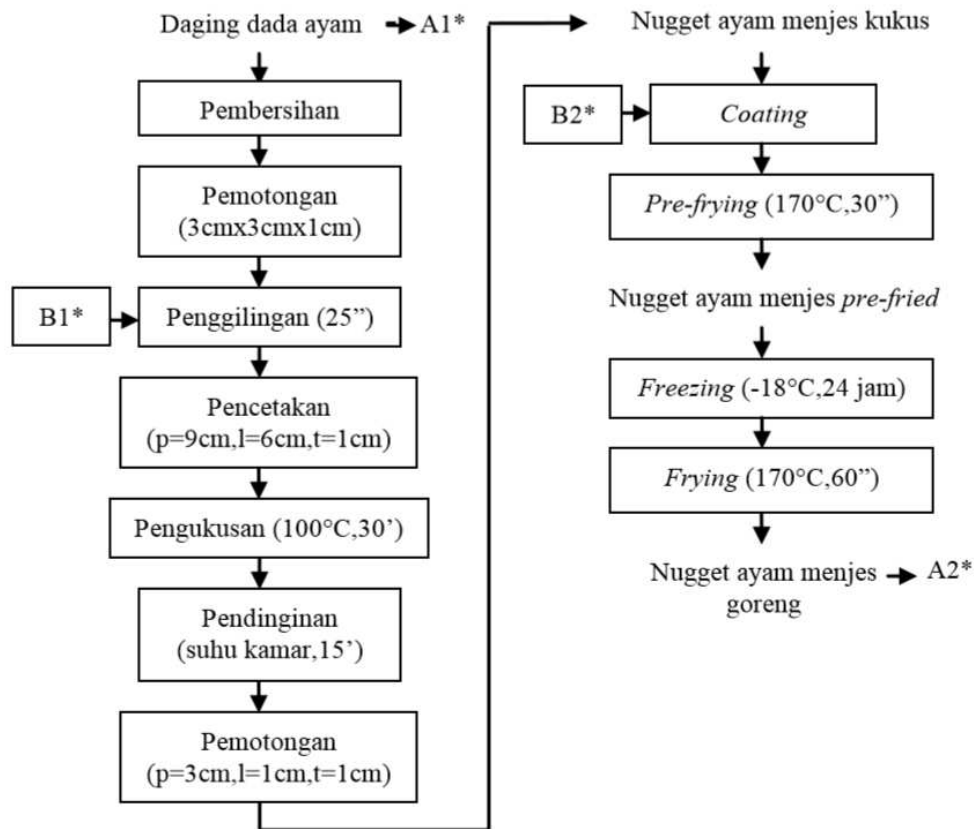 Daging dada ayam
A1*
Pembersihan
Pemotongan
(3cmx3cmx1cm)
B1*
Penggilingan (25”)
Pencetakan
(p=9cm,l=6cm,t=1cm)
Pengukusan (100°C,30’)
Pendinginan
(suhu kamar,15’)
Pemotongan
(p=3cm,l=1cm,t=1cm)
Nugget ayam menjes kukus
B2*
Coating
Pre-frying (170°C,30”)
Nugget ayam menjes pre-fried
Freezing (-18°C,24 jam)
Frying (170°C,60”)
Nugget ayam menjes
goreng
A2*